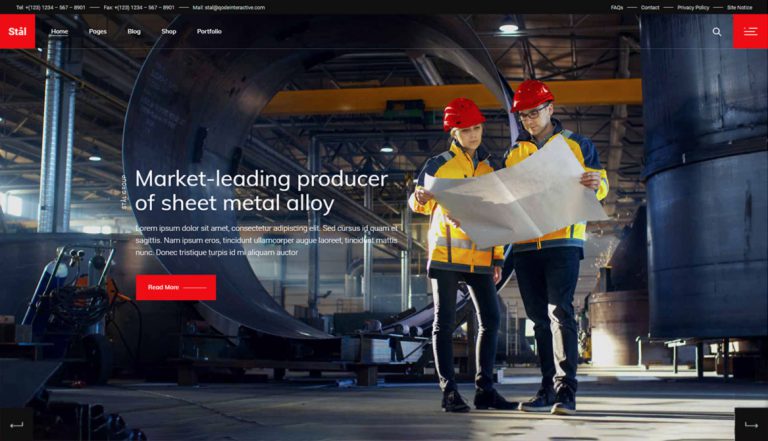 Tel: +(123) 1234 – 567 – 8901 Fax: +(123) 1234 – 567 – 8901 Mail: stal@qodeinteractive.com FAQs Contact Privacy Policy Site Notice
Stål Home Pages Blog Shop Portfolio
STÅL GROUP
Market-leading producer
of sheet metal alloy
Lorem ipsum dolor sit amet, consectetur adipiscing elit. Sed cursus id quam et
sagittis. Nam ipsum eros, tincidunt ullamcorper augue laoreet, tincidunt mattis
nunc. Donec tristique turpis id mi aliquam auctor
Read More